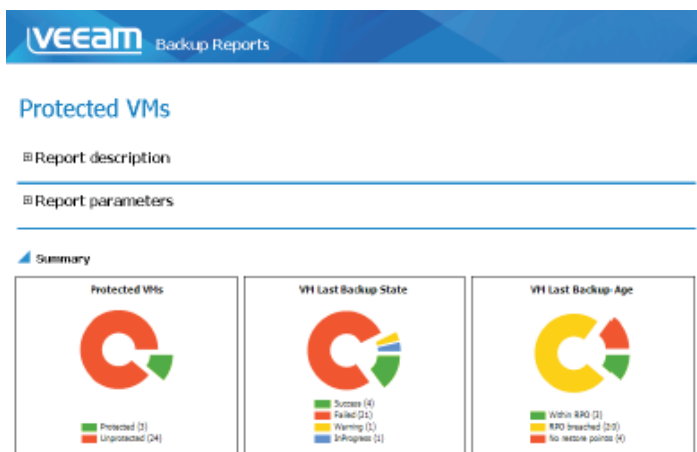 veeam Backup Reports
Protected VMs
Report description
Report parameters
Summary
Protected VMs
Protected (3)
Unprotected (24)
VM Last Backup State
Success (4)
Failed (21)
Warning (1)
InProgress (1)
VM Last Backup-Age
Within RPO (3)
RPO breached (20)
No restore points (4)